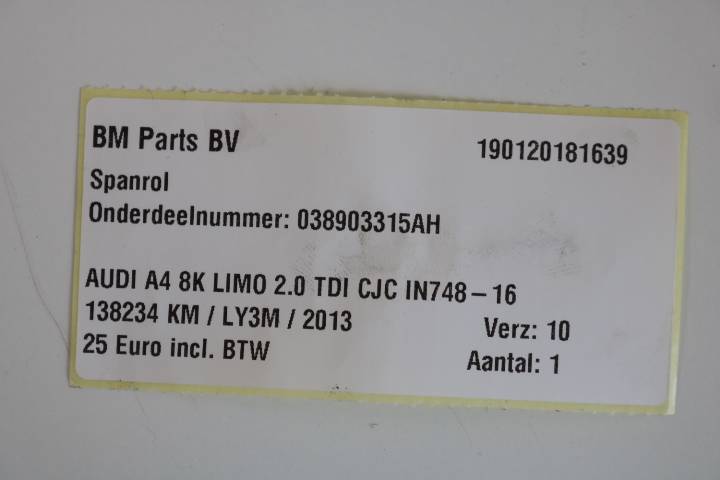 BM Parts BV 190120181639
Spanrol
Onderdeelnummer: 038903315AH
AUDI A4 8K LIMO 2.0 TDI CJC IN748-16
138234 KM / LY3M / 2013 Verz: 10
25 Euro incl. BTW Aantal: 1